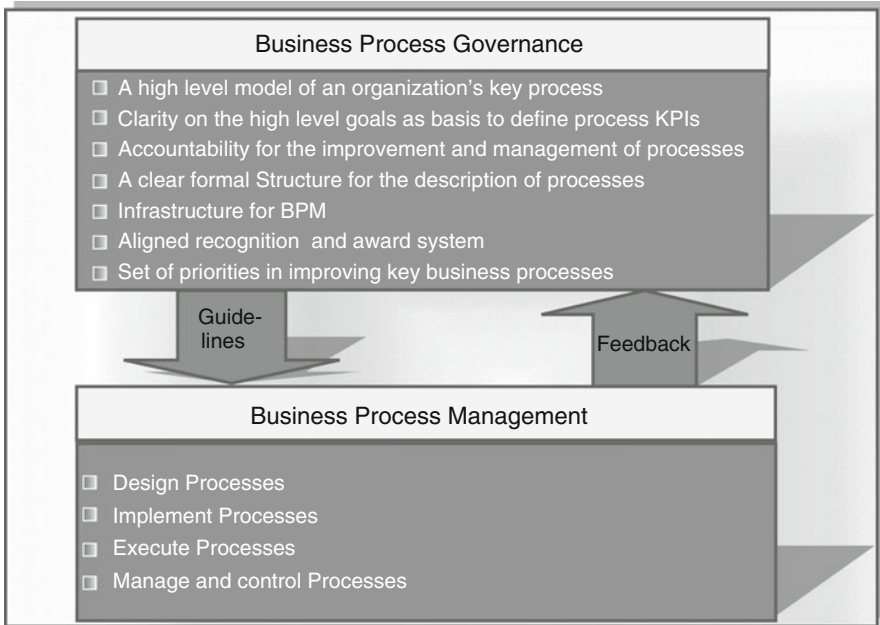 Business Process Governance
A high level model of an organization's key process
Clarity on the high level goals as basis to define process KPIs
Accountability for the improvement and management of processes
A clear formal Structure for the description of processes
Infrastructure for BPM
Aligned recognition and award system
Set of priorities in improving key business processes
Guide-
lines
Feedback
Business Process Management
Design Processes
Implement Processes
Execute Processes
Manage and control Processes